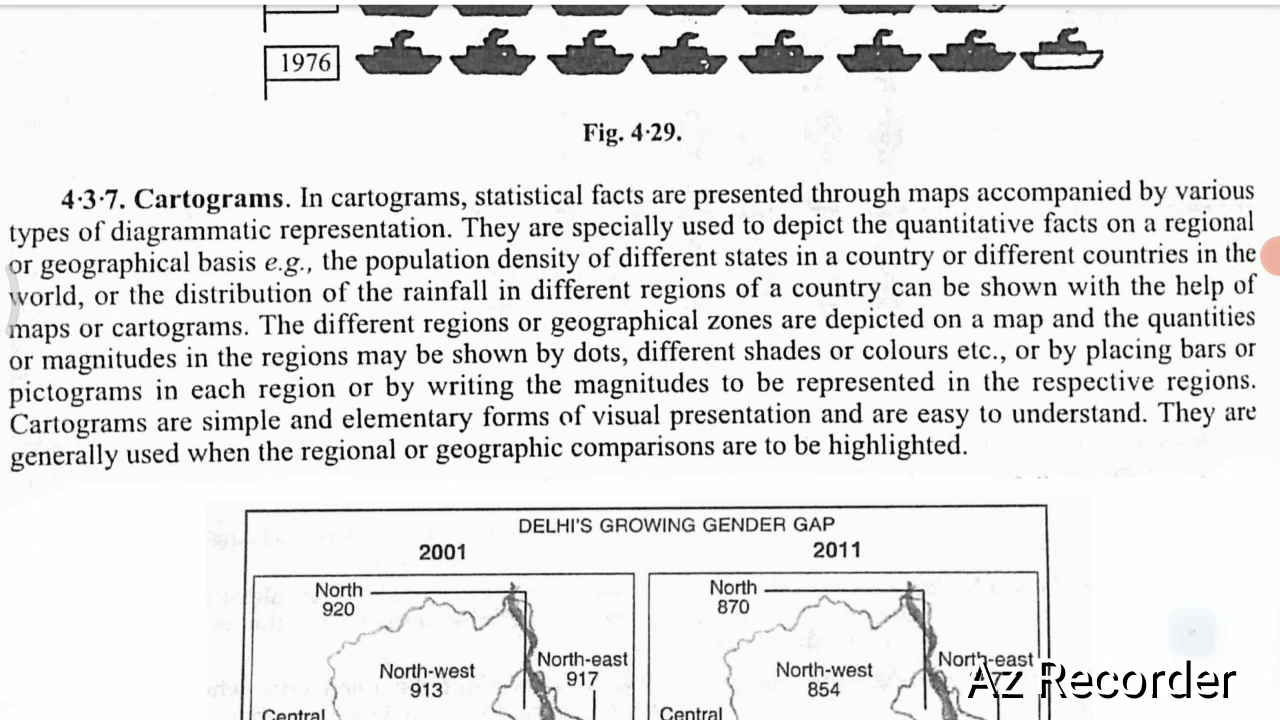 1976
Fig. 4·29.
4·3·7. Cartograms. In cartograms, statistical facts are presented through maps accompanied by various
types of diagrammatic representation. They are specially used to depict the quantitative facts on a regional
or geographical basis e.g., the population density of different states in a country or different countries in the
world, or the distribution of the rainfall in different regions of a country can be shown with the help of
maps or cartograms. The different regions or geographical zones are depicted on a map and the quantities
or magnitudes in the regions may be shown by dots, different shades or colours etc., or by placing bars or
pictograms in each region or by writing the magnitudes to be represented in the respective regions.
Cartograms are simple and elementary forms of visual presentation and are easy to understand. They are
generally used when the regional or geographic comparisons are to be highlighted.
DELHI'S GROWING GENDER GAP
2001
2011
North
920
North-west
913
North-east
917
Central
North
870
North-west
854
North-east
Central
Az Recorder